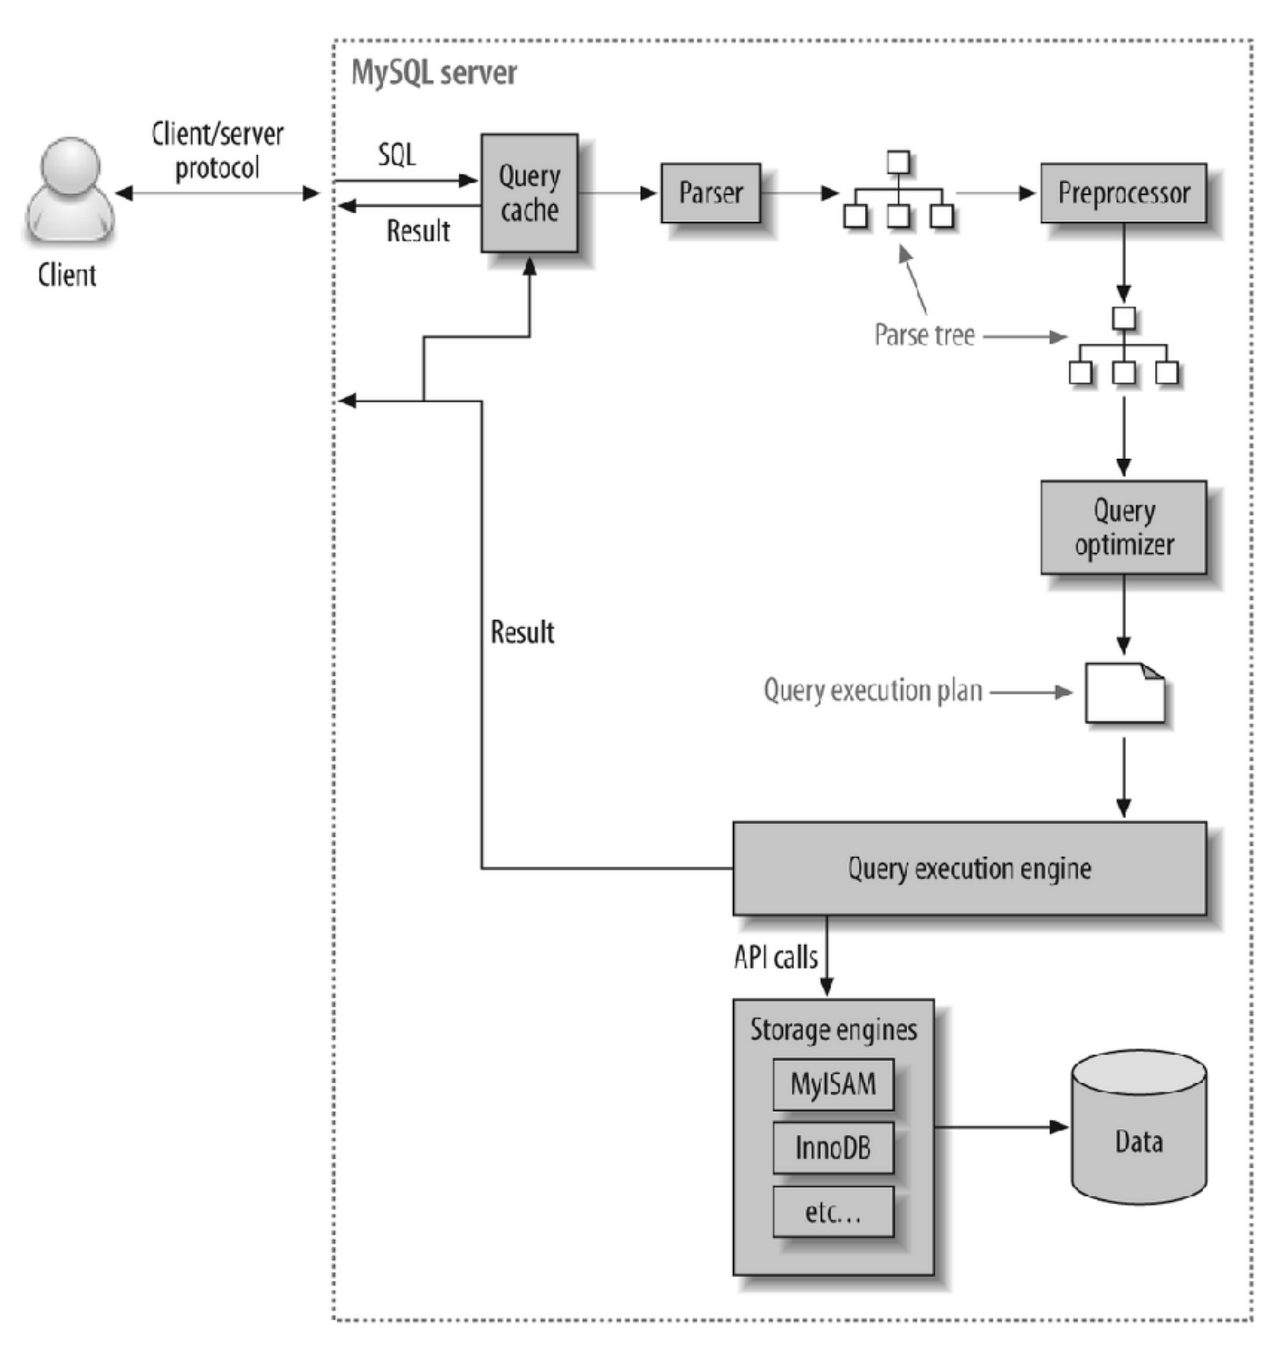 MySQL server
Client/server
protocol
SQL
Result
Client
Query
cache
Parser
Preprocessor
Parse tree
Query
optimizer
Result
Query execution plan
Query execution engine
API calls
Storage engines
MyISAM
InnoDB
etc...
Data